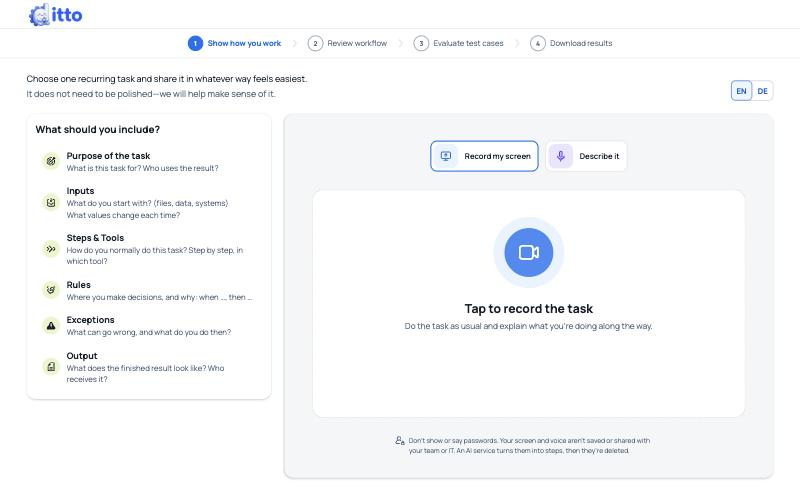 itto
1 Show how you work
2 Review workflow
3 Evaluate test cases
4 Download results
Choose one recurring task and share it in whatever way feels easiest.
It does not need to be polished—we will help make sense of it.
EN DE
What should you include?
Purpose of the task
What is this task for? Who uses the result?
Inputs
What do you start with? (files, data, systems)
What values change each time?
Steps & Tools
How do you normally do this task? Step by step, in
which tool?
Rules
Where you make decisions, and why: when ..., then ...
Exceptions
What can go wrong, and what do you do then?
Output
What does the finished result look like? Who
receives it?
Record my screen
Describe it
Tap to record the task
Do the task as usual and explain what you're doing along the way.
Don't show or say passwords. Your screen and voice aren't saved or shared with
your team or IT. An AI service turns them into steps, then they're deleted.